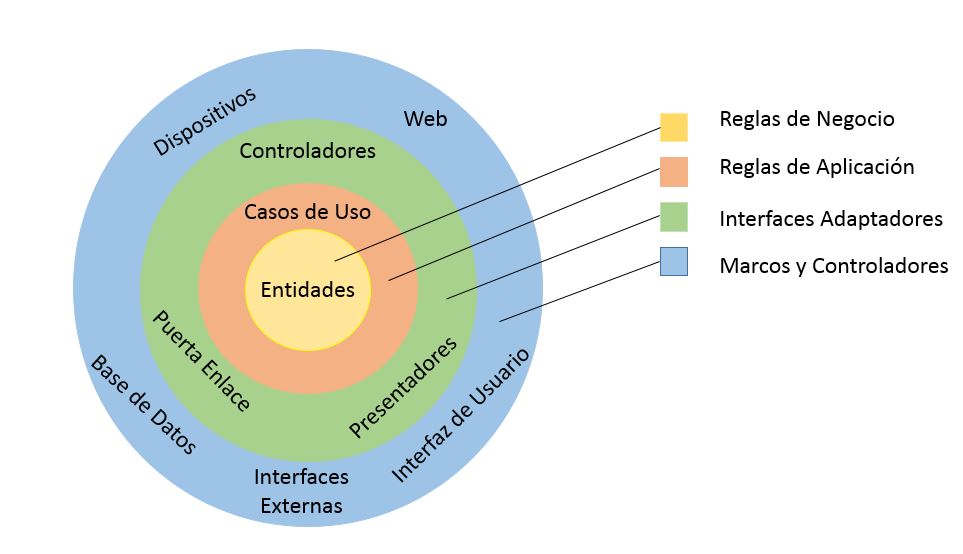 Dispositivos
Web
Controladores
Casos de Uso
Entidades
Puerta Enlace
Presentadores
Base de Datos
Interfaz de Usuario
Interfaces
Externas
Reglas de Negocio
Reglas de Aplicación
Interfaces Adaptadores
Marcos y Controladores